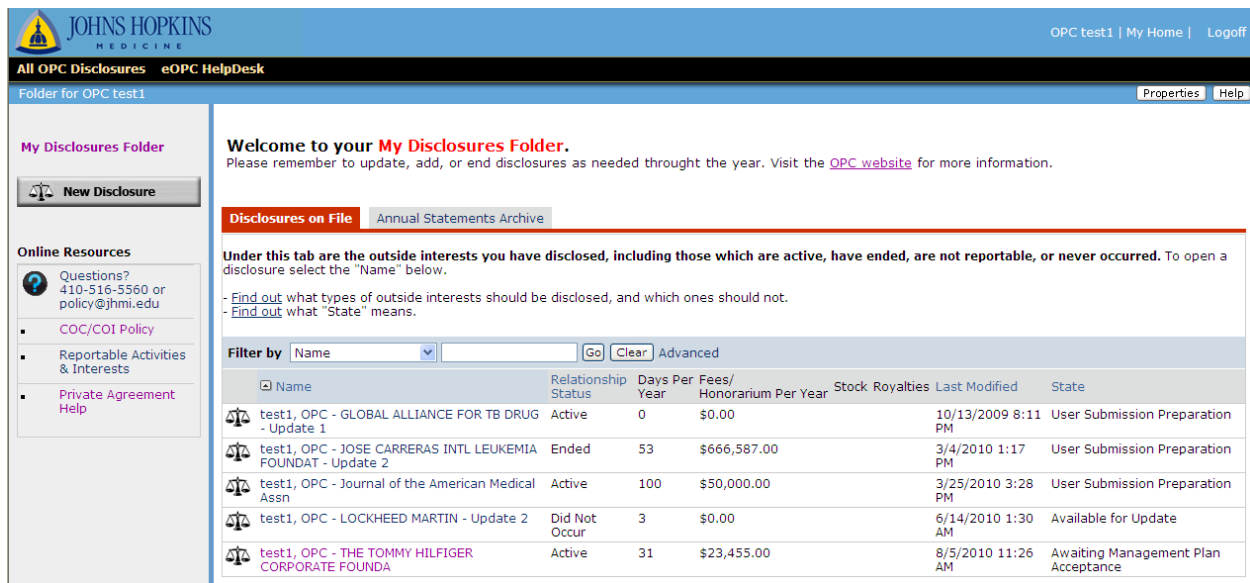 JOHNS HOPKINS
MEDICINE
OPC test1 | My Home | Logoff
All OPC Disclosures eOPC HelpDesk
Folder for OPC test1
Properties Help
My Disclosures Folder
New Disclosure
Online Resources
Questions?
410-516-5560 or
policy@jhmi.edu
COC/COI Policy
Reportable Activities
& Interests
Private Agreement
Help
Welcome to your My Disclosures Folder.
Please remember to update, add, or end disclosures as needed throught the year. Visit the OPC website for more information.
Disclosures on File Annual Statements Archive
Under this tab are the outside interests you have disclosed, including those which are active, have ended, are not reportable, or never occurred. To open a
disclosure select the "Name" below.
- Find out what types of outside interests should be disclosed, and which ones should not.
- Find out what "State" means.
Filter by Name Go Clear Advanced
Name Relationship Days Per Fees/ Stock Royalties Last Modified State
Status Year Honorarium Per Year
test1, OPC - GLOBAL ALLIANCE FOR TB DRUG Active 0 $0.00 10/13/2009 8:11 User Submission Preparation
- Update 1 PM
test1, OPC - JOSE CARRERAS INTL LEUKEMIA Ended 53 $666,587.00 3/4/2010 1:17 User Submission Preparation
FOUNDAT - Update 2 PM
test1, OPC - Journal of the American Medical Active 100 $50,000.00 3/25/2010 3:28 User Submission Preparation
Assn PM
test1, OPC - LOCKHEED MARTIN - Update 2 Did Not 3 $0.00 6/14/2010 1:30 Available for Update
Occur AM
test1, OPC - THE TOMMY HILFIGER Active 31 $23,455.00 8/5/2010 11:26 Awaiting Management Plan
CORPORATE FOUNDA AM Acceptance